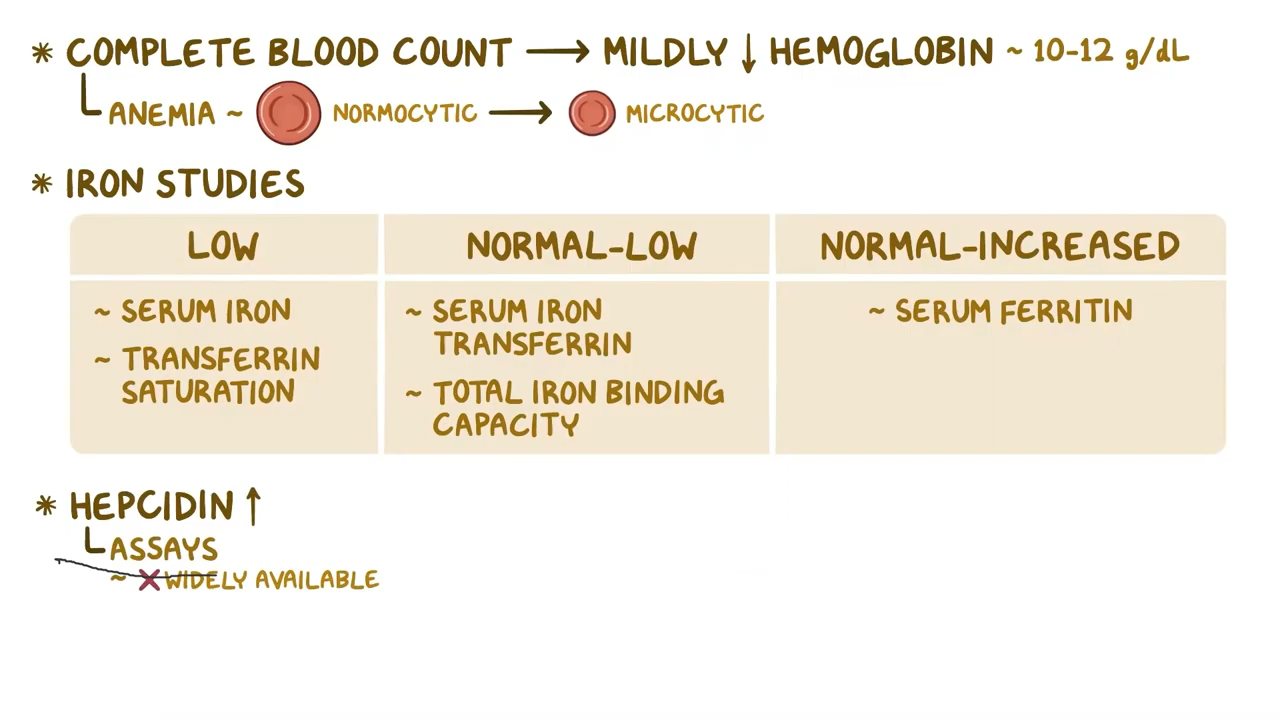 * COMPLETE BLOOD COUNT → MILDLY ↓ HEMOGLOBIN ~ 10-12 g/dL
ANEMIA ~ NORMOCYTIC → MICROCYTIC
* IRON STUDIES
LOW
~ SERUM IRON
~ TRANSFERRIN
SATURATION
NORMAL-LOW
~ SERUM IRON
TRANSFERRIN
~ TOTAL IRON BINDING
CAPACITY
NORMAL-INCREASED
~ SERUM FERRITIN
* HEPCIDIN ↑
ASSAYS
~ ✗ WIDELY AVAILABLE